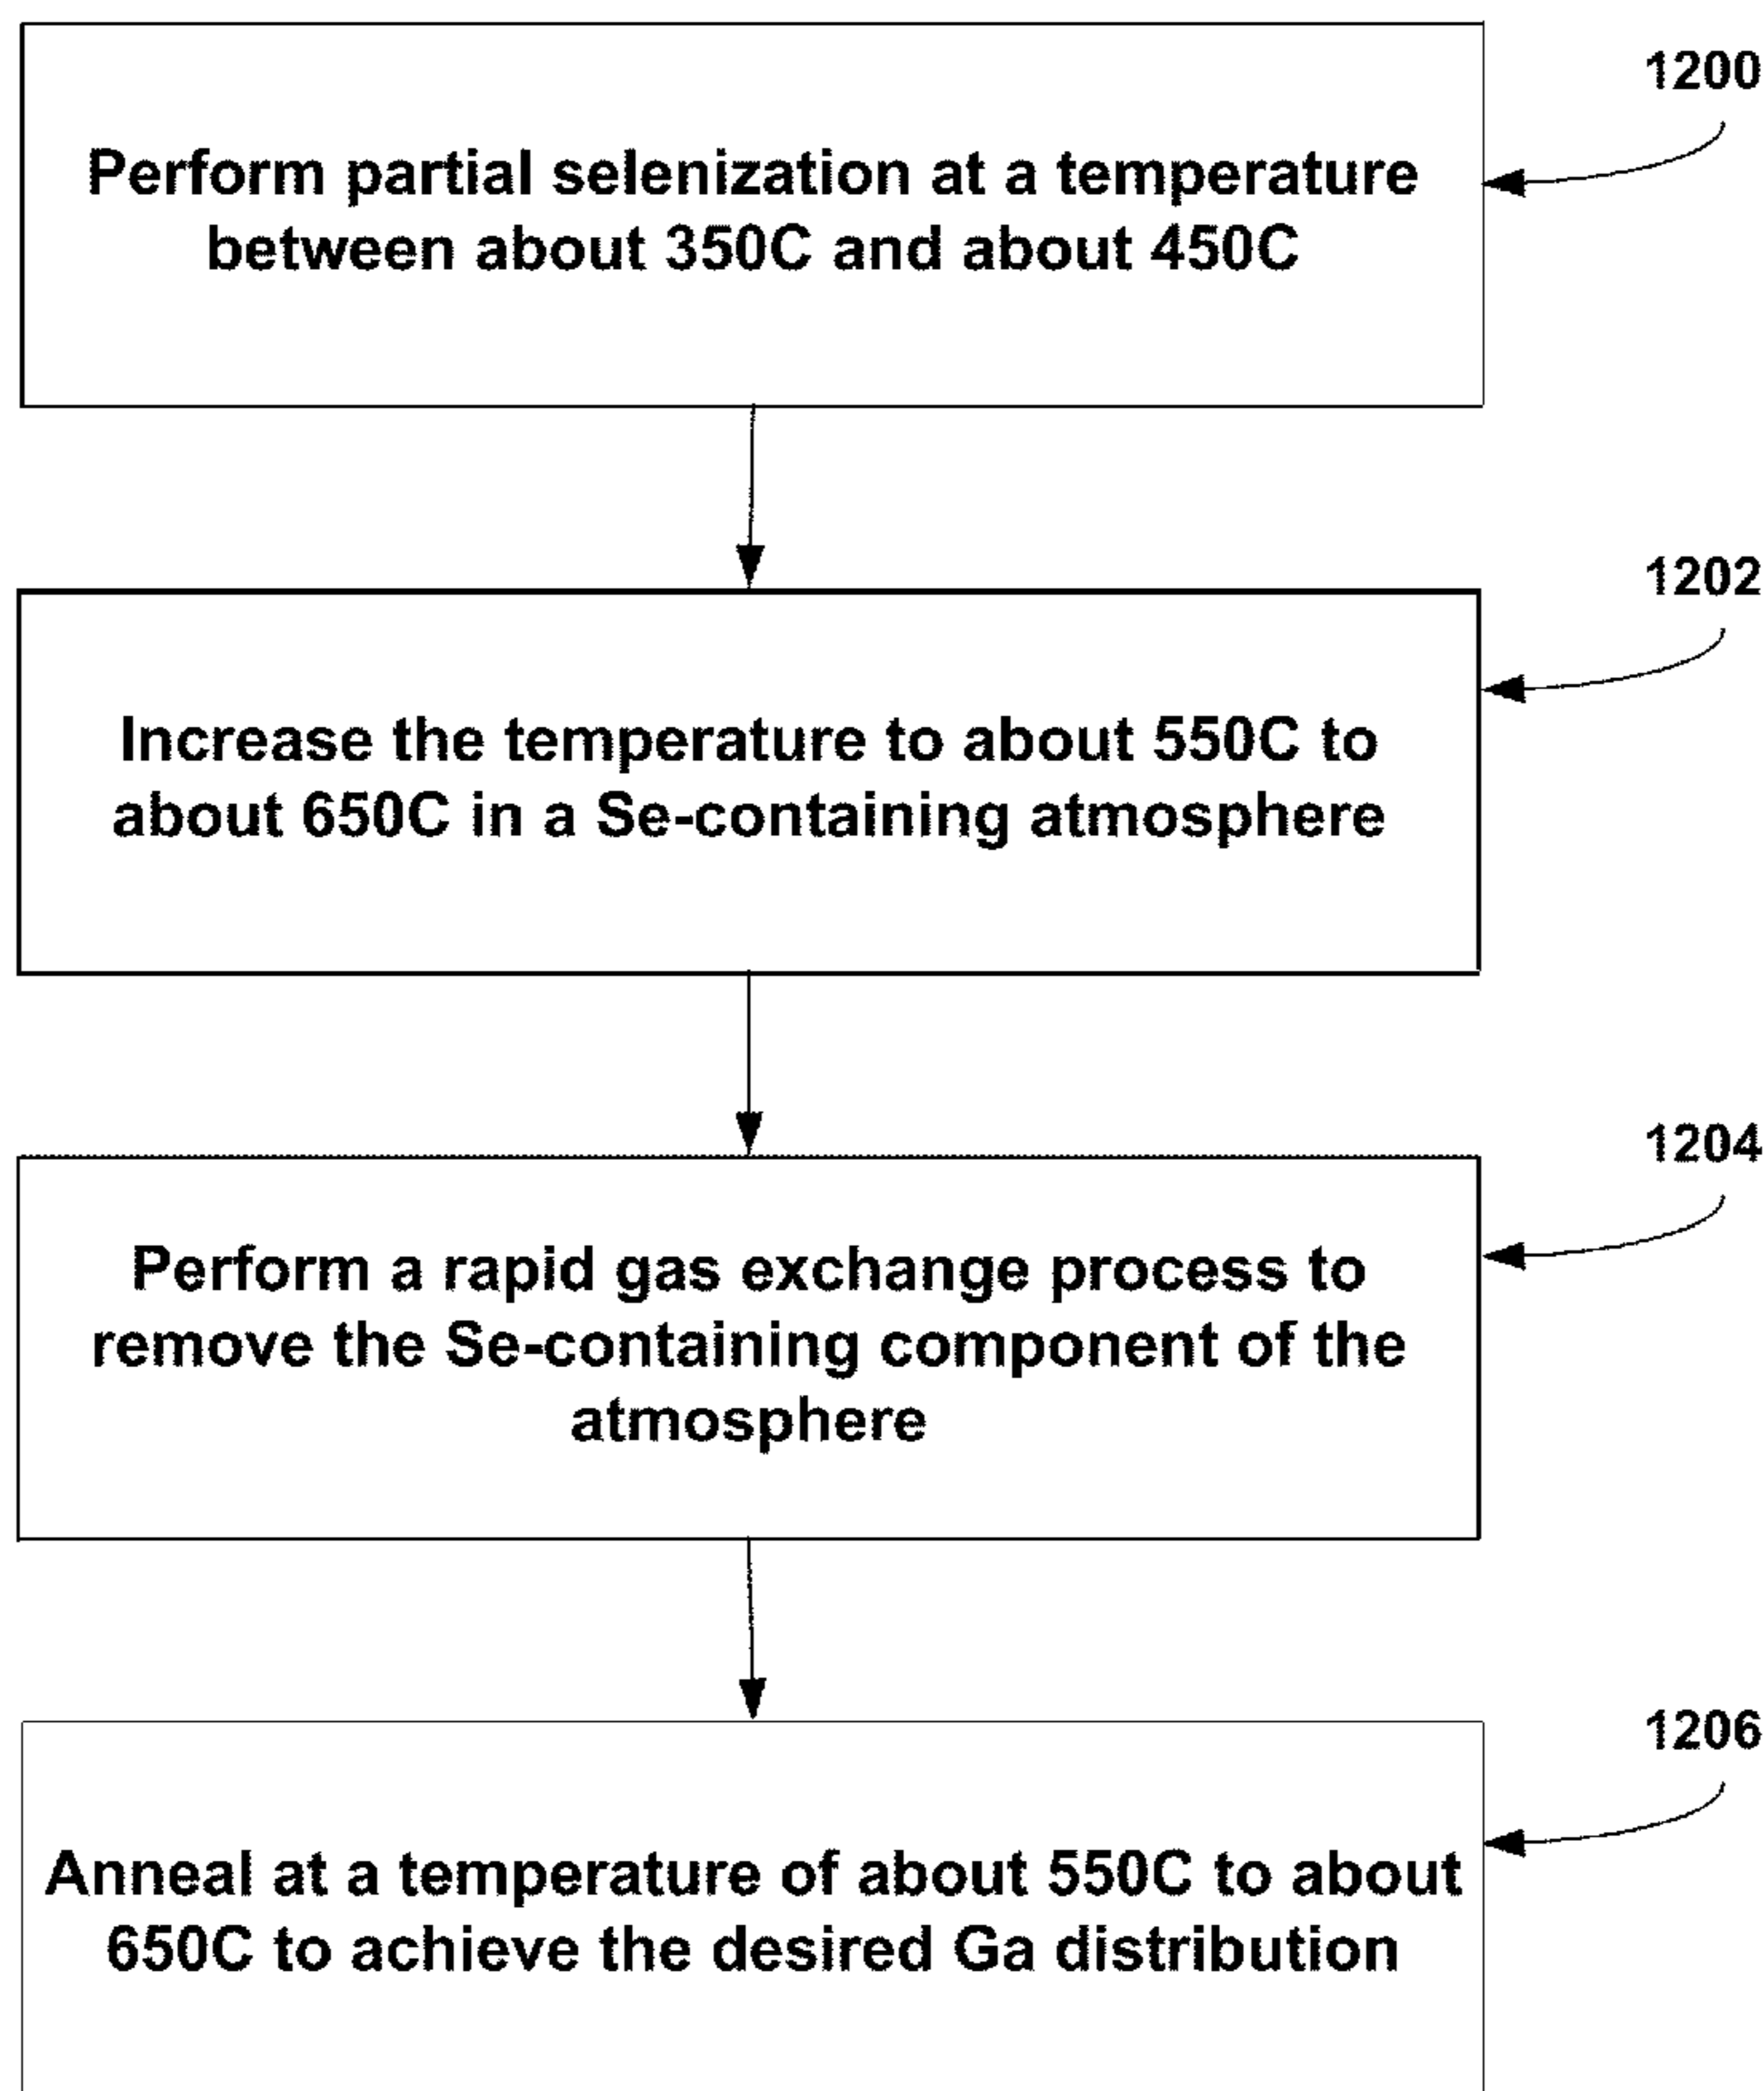 1200
Perform partial selenization at a temperature
between about 350C and about 450C
1202
Increase the temperature to about 550C to
about 650C in a Se-containing atmosphere
1204
Perform a rapid gas exchange process to
remove the Se-containing component of the
atmosphere
1206
Anneal at a temperature of about 550C to about
650C to achieve the desired Ga distribution